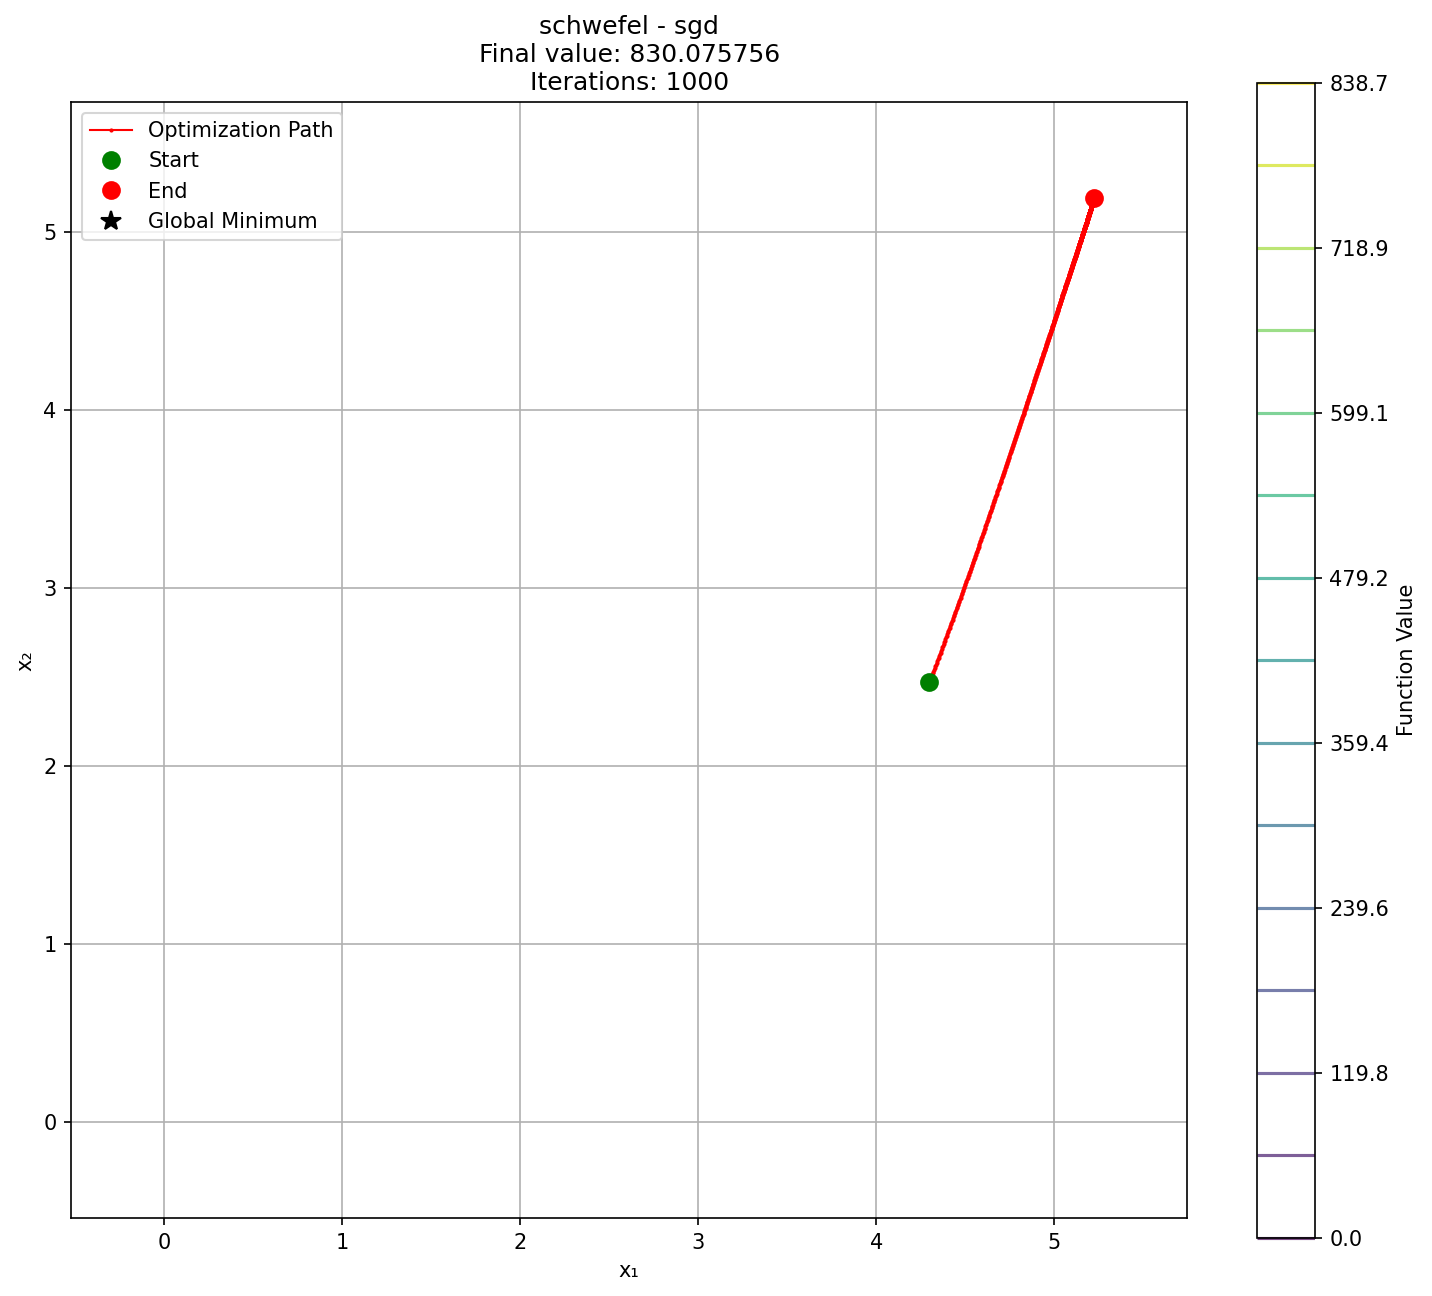 schwefel - sgd
Final value: 830.075756
Iterations: 1000
Optimization Path
Start
End
Global Minimum
5
4
3
2
1
0
x₂
0
1
2
3
4
5
x₁
838.7
718.9
599.1
479.2
359.4
239.6
119.8
0.0
Function Value